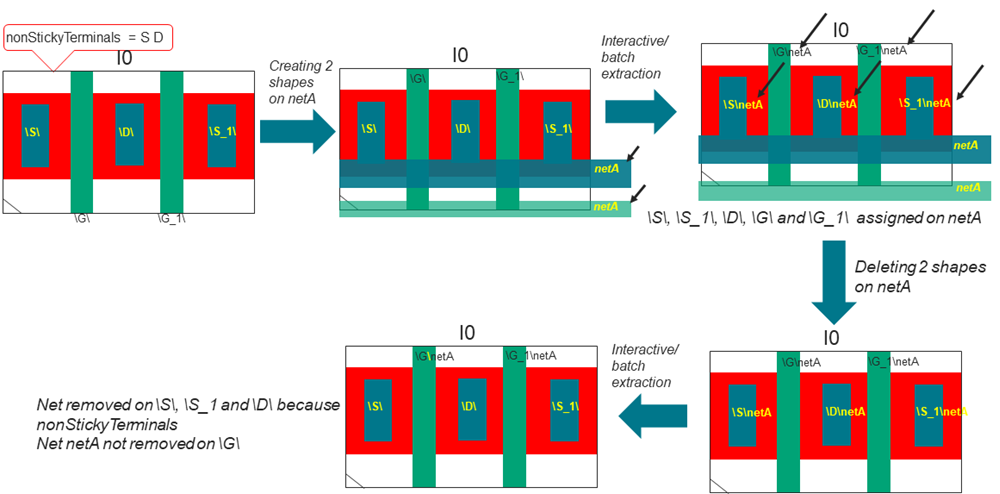 nonStickyTerminals = S D
I0
\S\
\D\
\S_1\
\G\
\G_1\
Creating 2
shapes
on netA
I0
\G\
\G_1\
\S\
\D\
\S_1\
netA
netA
Interactive/
batch
extraction
I0
\G\netA
\G_1\netA
\S\netA
\D\netA
\S_1\netA
netA
netA
\S\, \S_1\, \D\, \G\ and \G_1\ assigned on netA
Deleting 2 shapes
on netA
I0
\G\netA
\G_1\netA
\S\netA
\D\netA
\S_1\netA
Interactive/
batch
extraction
I0
\G\netA
\G_1\netA
\S\
\D\
\S_1\
Net removed on \S\, \S_1 and \D\ because
nonStickyTerminals
Net netA not removed on \G\